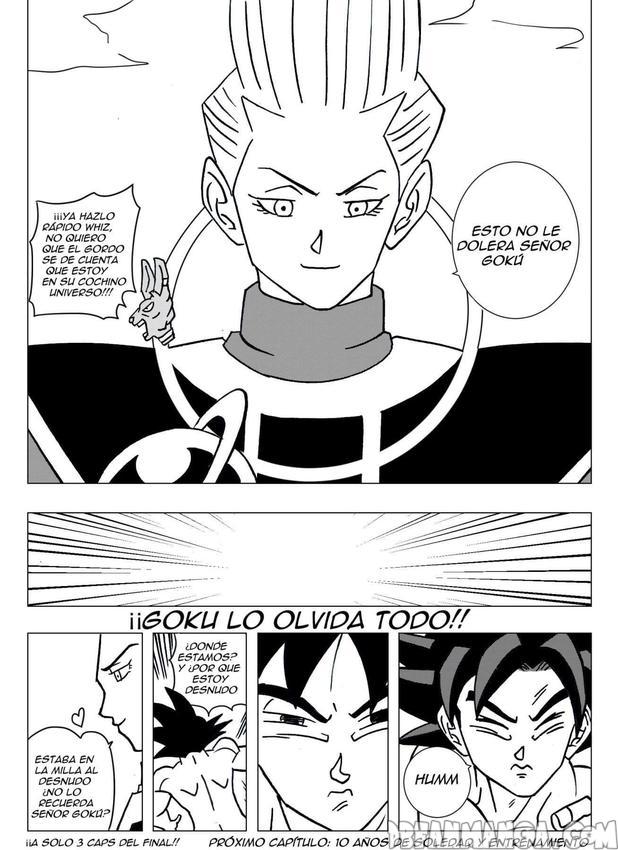 ¡¡¡YA HAZLO
RÁPIDO WHIZ,
NO QUIERO
QUE EL GORDO
SE DE CUENTA
QUE ESTOY
EN SU COCHINO
UNIVERSO!!!
ESTO NO LE
DOLERA SEÑOR
GOKÚ
¡¡GOKU LO OLVIDA TODO!!
ESTABA EN
LA MILLA AL
DESNUDO
¿NO LO
RECUERDA
SEÑOR GOKÚ?
¿DONDE
ESTAMOS?
Y ¿POR QUE
ESTOY
DESNUDO
HUMM
¡¡A SOLO 3 CAPS DEL FINAL!!
PRÓXIMO CAPÍTULO: 10 AÑOS DE SOLEDAD Y ENTRENAMIENTO
DBFANMANGA.COM